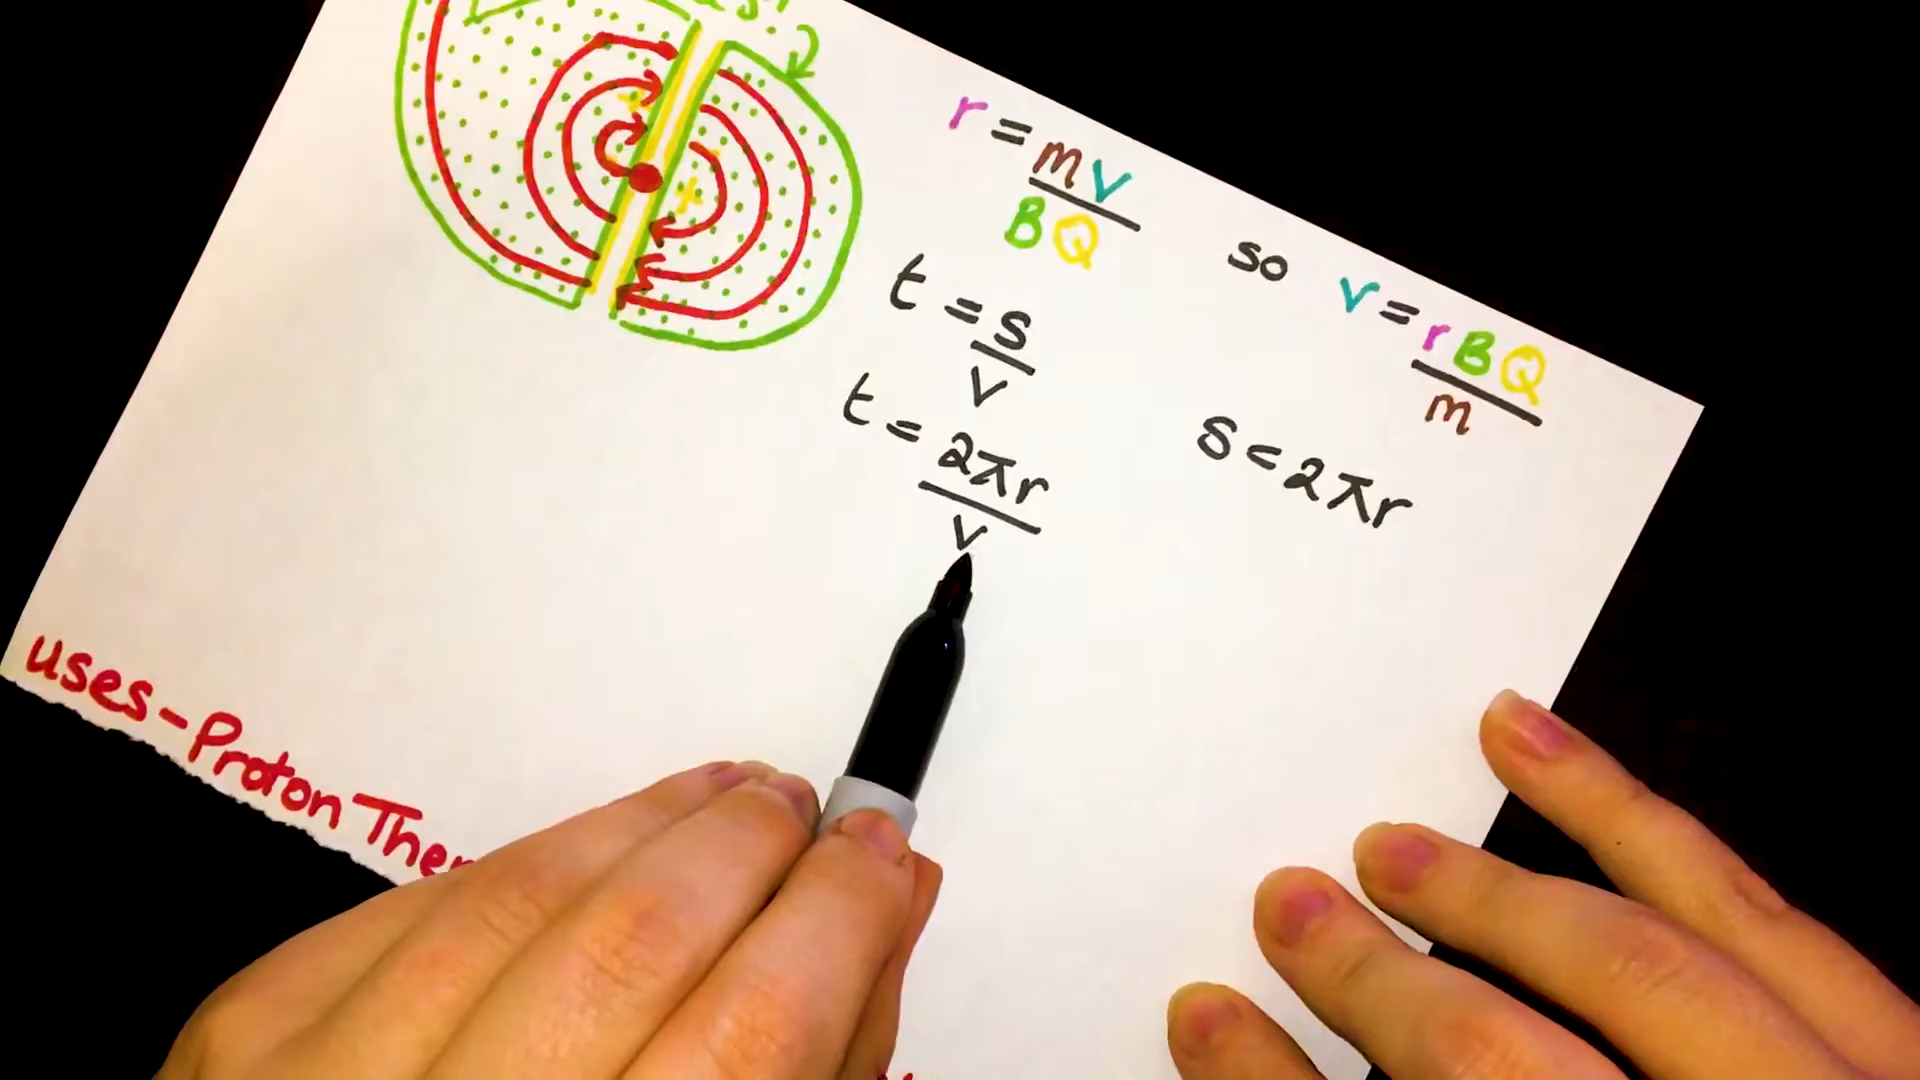 r = mV/BQ so v = rBQ/m
t = s/v
s = 2πr
t = 2πr/v
uses - Proton Ther